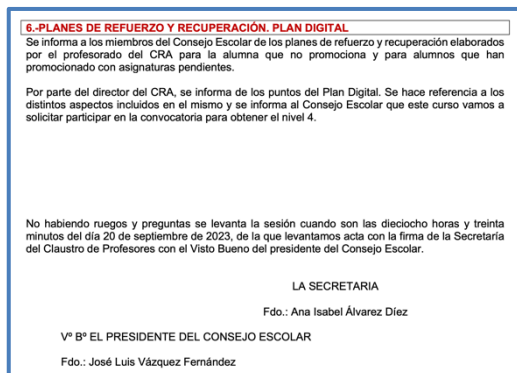 6.-PLANES DE REFUERZO Y RECUPERACIÓN. PLAN DIGITAL
Se informa a los miembros del Consejo Escolar de los planes de refuerzo y recuperación elaborados
por el profesorado del CRA para la alumna que no promociona y para alumnos que han
promocionado con asignaturas pendientes.
Por parte del director del CRA, se informa de los puntos del Plan Digital. Se hace referencia a los
distintos aspectos incluidos en el mismo y se informa al Consejo Escolar que este curso vamos a
solicitar participar en la convocatoria para obtener el nivel 4.
No habiendo ruegos y preguntas se levanta la sesión cuando son las dieciocho horas y treinta
minutos del día 20 de septiembre de 2023, de la que levantamos acta con la firma de la Secretaría
del Claustro de Profesores con el Visto Bueno del presidente del Consejo Escolar.
LA SECRETARIA
Fdo.: Ana Isabel Álvarez Díez
Vº Bº EL PRESIDENTE DEL CONSEJO ESCOLAR
Fdo.: José Luis Vázquez Fernández